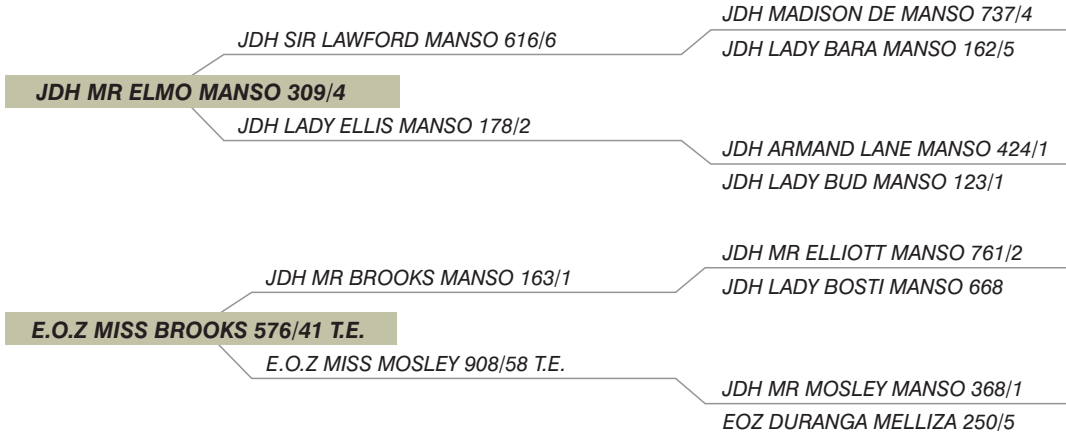 JDH MADISON DE MANSO 737/4
JDH SIR LAWFORD MANSO 616/6
JDH LADY BARA MANSO 162/5
JDH MR ELMO MANSO 309/4
JDH LADY ELLIS MANSO 178/2
JDH ARMAND LANE MANSO 424/1
JDH LADY BUD MANSO 123/1
JDH MR ELLIOTT MANSO 761/2
JDH MR BROOKS MANSO 163/1
JDH LADY BOSTI MANSO 668
E.O.Z MISS BROOKS 576/41 T.E.
E.O.Z MISS MOSLEY 908/58 T.E.
JDH MR MOSLEY MANSO 368/1
EOZ DURANGA MELLIZA 250/5